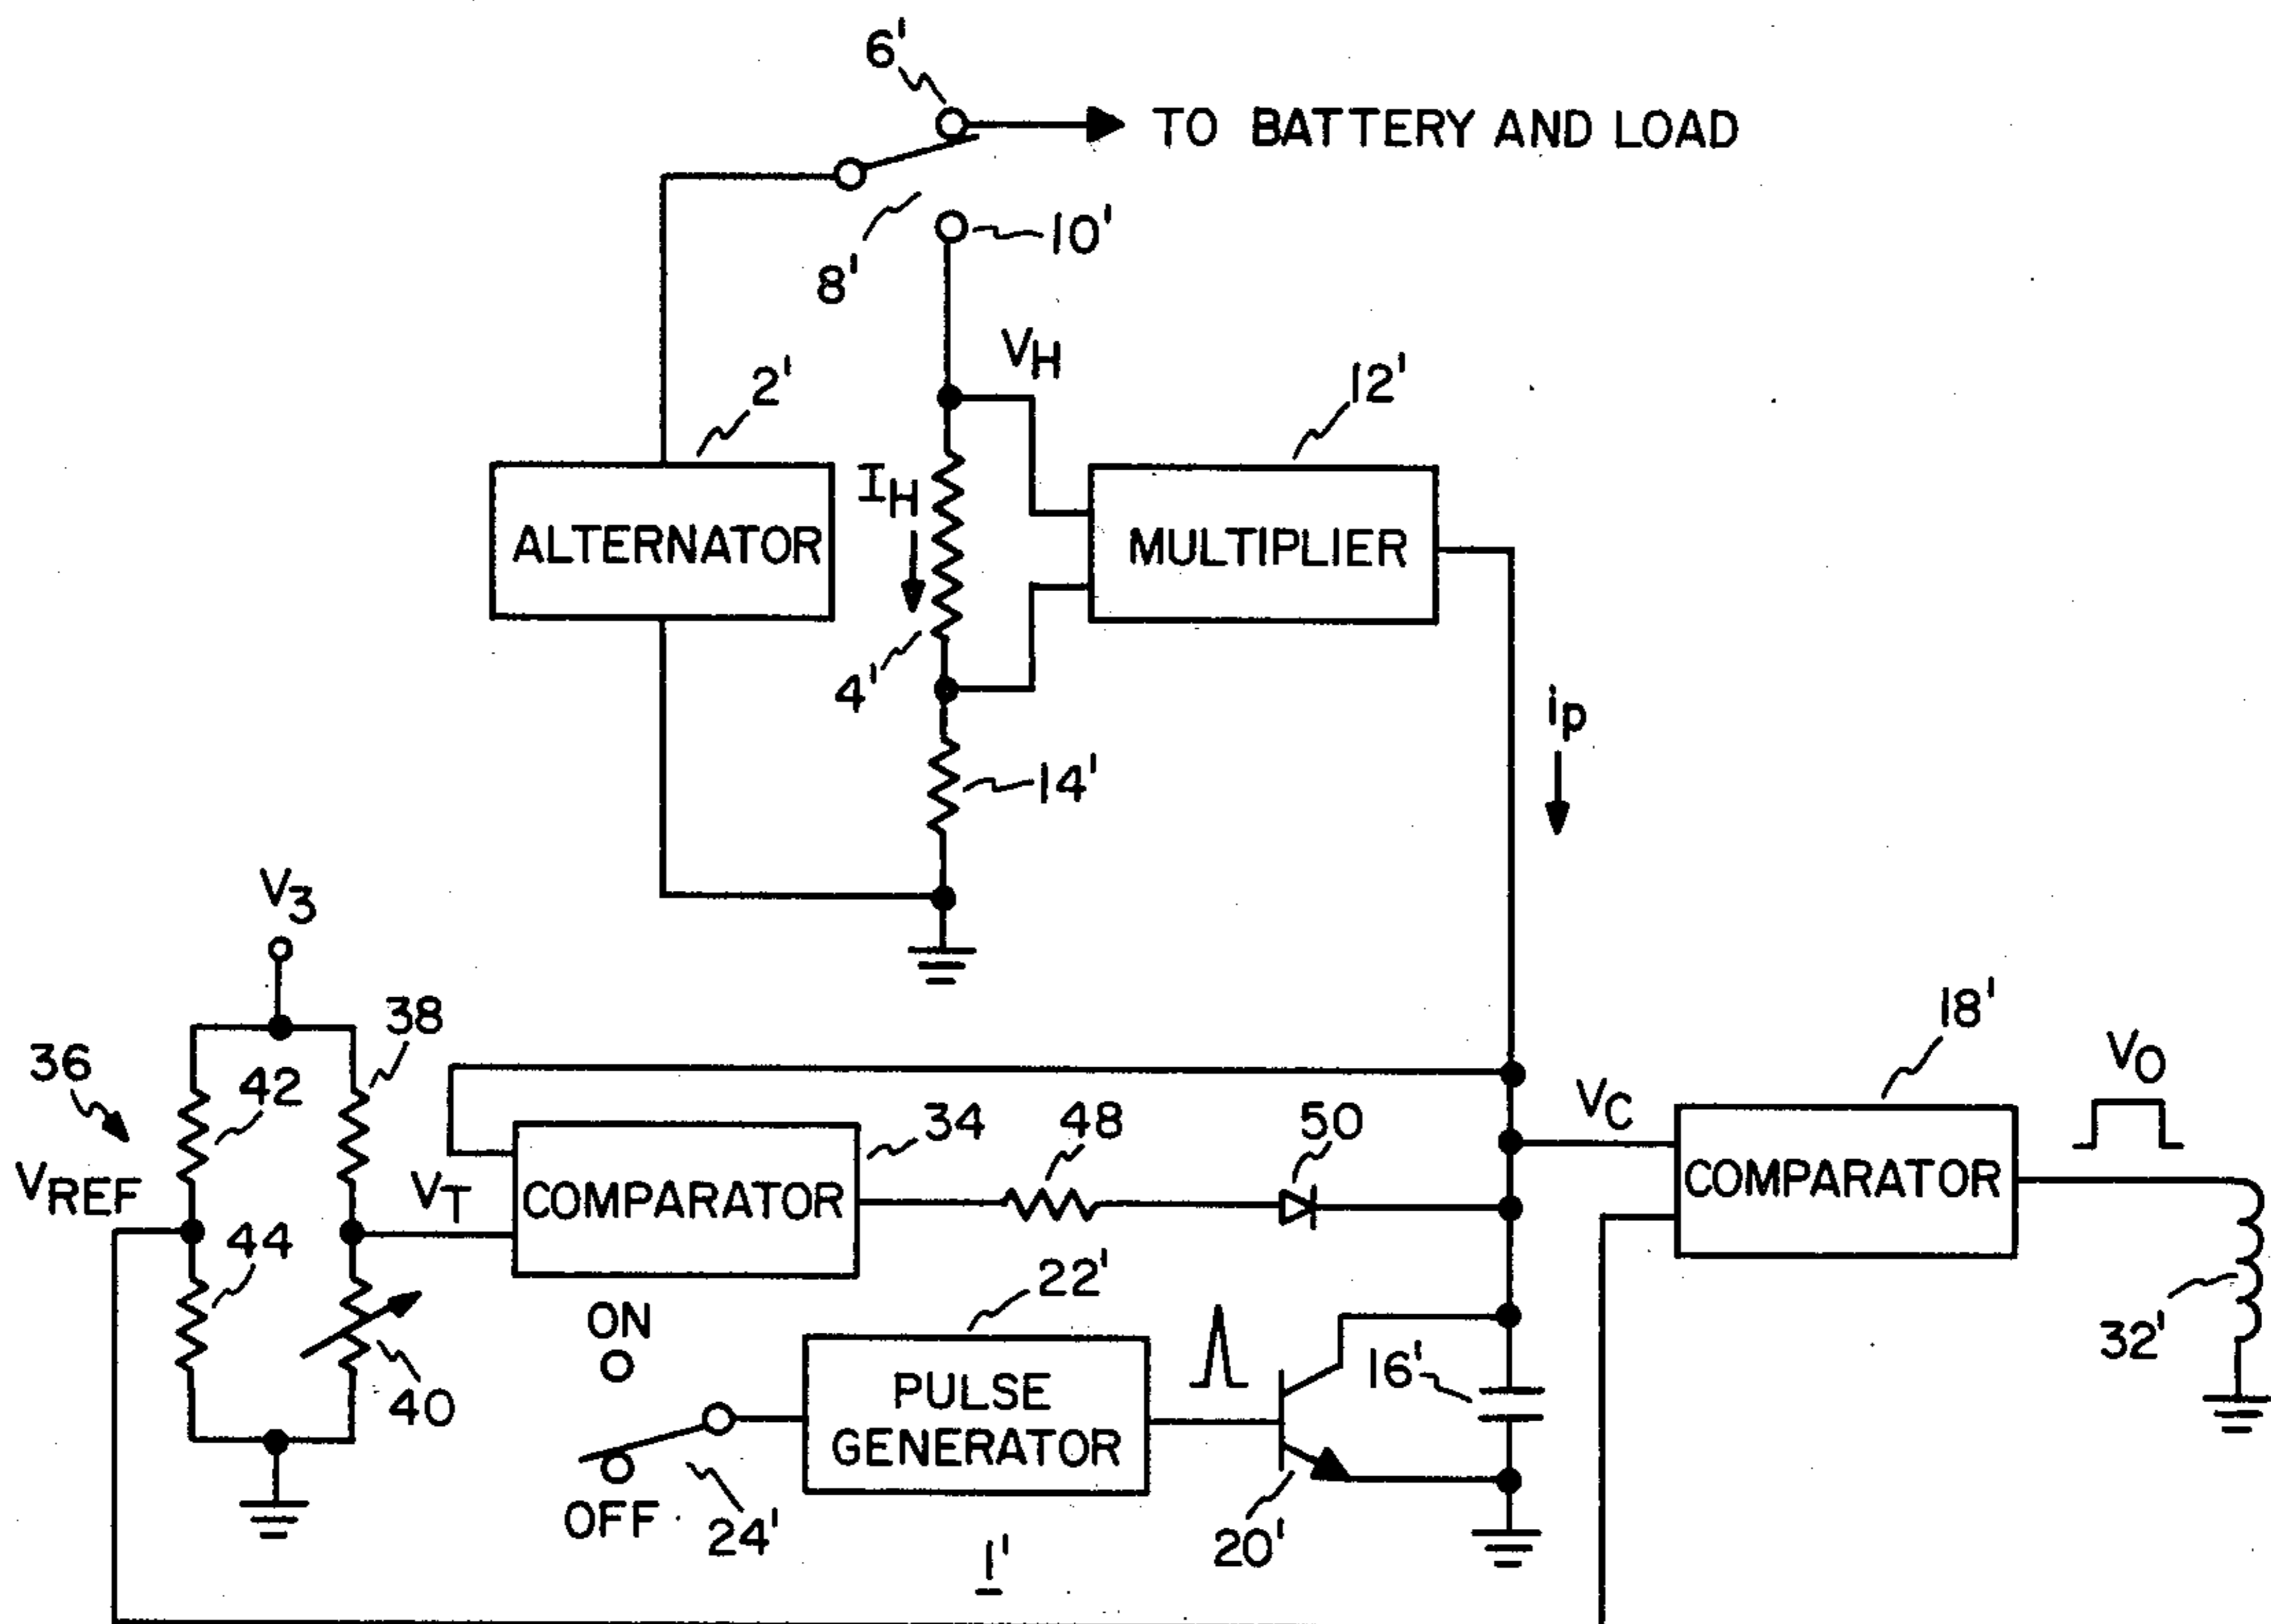 6'
TO BATTERY AND LOAD
10'
8'
VH
2'
12'
IH
ALTERNATOR
MULTIPLIER
4'
ip
14'
V3
38
18'
36
42
VO
34
48
50
VC
VREF
VT
COMPARATOR
COMPARATOR
44
22'
ON
32'
PULSE
GENERATOR
16'
40
OFF
24'
20'
1'